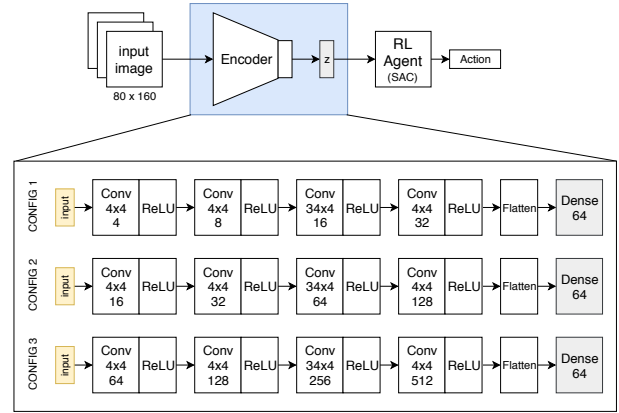 input
image
80 x 160
Encoder
z
RL
Agent
(SAC)
Action
CONFIG 1
input
Conv
4x4
4
ReLU
Conv
4x4
8
ReLU
Conv
34x4
16
ReLU
Conv
4x4
32
ReLU
Flatten
Dense
64
CONFIG 2
input
Conv
4x4
16
ReLU
Conv
4x4
32
ReLU
Conv
34x4
64
ReLU
Conv
4x4
128
ReLU
Flatten
Dense
64
CONFIG 3
input
Conv
4x4
64
ReLU
Conv
4x4
128
ReLU
Conv
34x4
256
ReLU
Conv
4x4
512
ReLU
Flatten
Dense
64